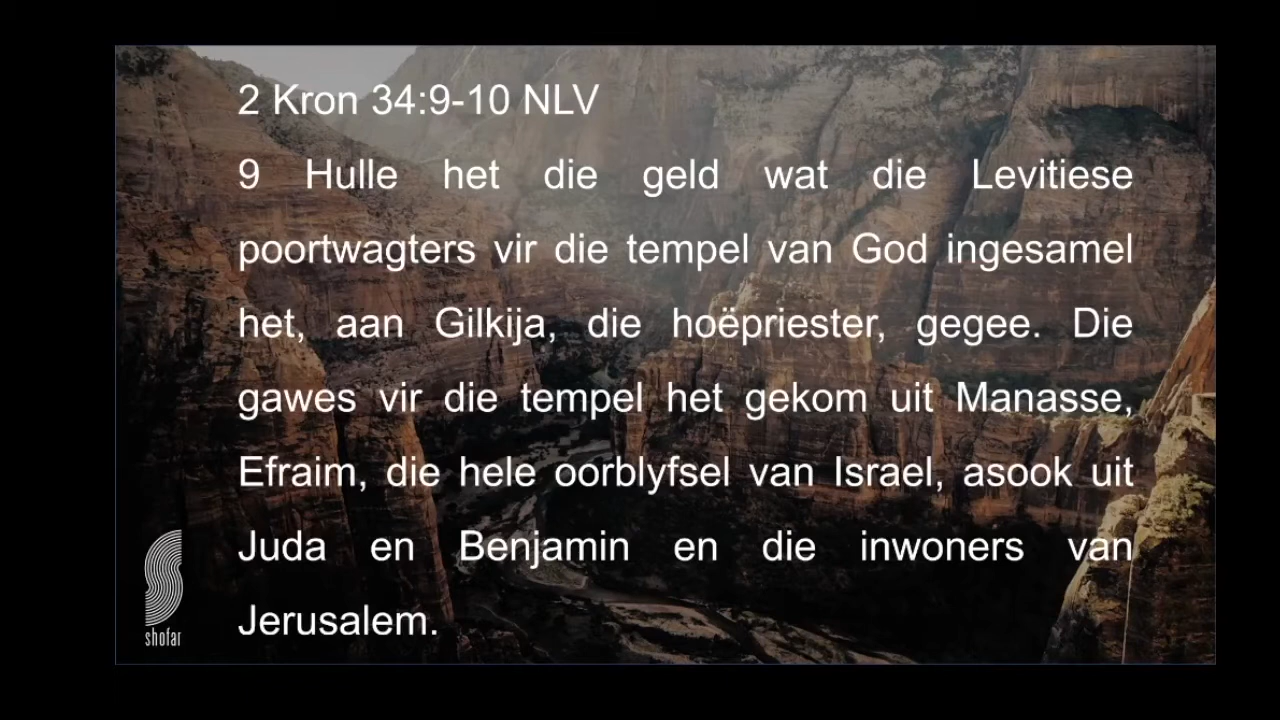 2 Kron 34:9-10 NLV
9 Hulle het die geld wat die Levitiese
poortwagters vir die tempel van God ingesamel
het, aan Gilkija, die hoëpriester, gegee. Die
gawes vir die tempel het gekom uit Manasse,
Efraim, die hele oorblyfsel van Israel, asook uit
Juda en Benjamin en die inwoners van
Jerusalem.
shofar